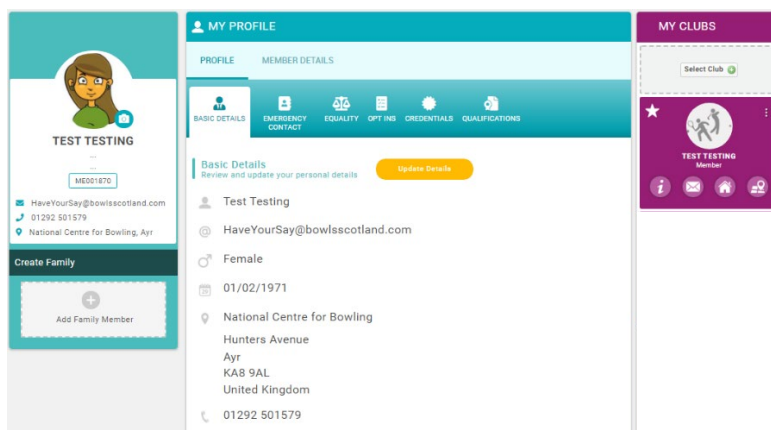 TEST TESTING
...
...
ME001870
HaveYourSay@bowlsscotland.com
01292 501579
National Centre for Bowling, Ayr
Create Family
Add Family Member
MY PROFILE
PROFILE MEMBER DETAILS
BASIC DETAILS
EMERGENCY CONTACT
EQUALITY
OPT INS
CREDENTIALS
QUALIFICATIONS
Basic Details
Review and update your personal details
Update Details
Test Testing
HaveYourSay@bowlsscotland.com
Female
01/02/1971
National Centre for Bowling
Hunters Avenue
Ayr
KA8 9AL
United Kingdom
01292 501579
MY CLUBS
Select Club
TEST TESTING
Member